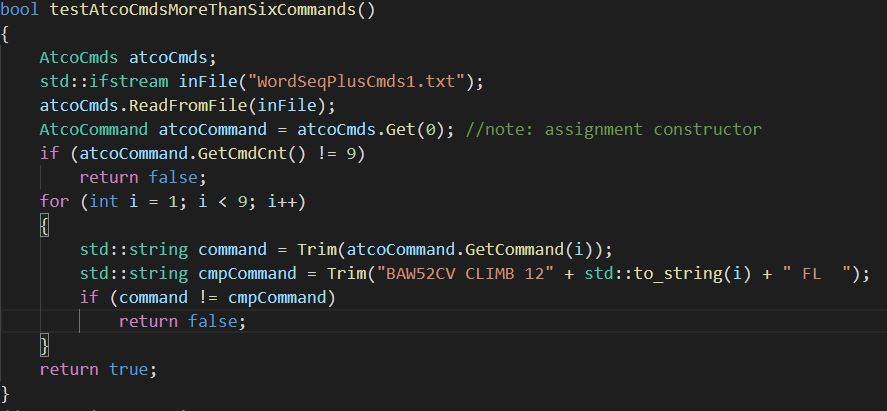 bool testAtcoCmdsMoreThanSixCommands()
{
    AtcoCmds atcoCmds;
    std::ifstream inFile("WordSeqPlusCmds1.txt");
    atcoCmds.ReadFromFile(inFile);
    AtcoCommand atcoCommand = atcoCmds.Get(0); //note: assignment constructor
    if (atcoCommand.GetCmdCnt() != 9)
        return false;
    for (int i = 1; i < 9; i++)
    {
        std::string command = Trim(atcoCommand.GetCommand(i));
        std::string cmpCommand = Trim("BAW52CV CLIMB 12" + std::to_string(i) + " FL  ");
        if (command != cmpCommand)
            return false;
    }
    return true;
}